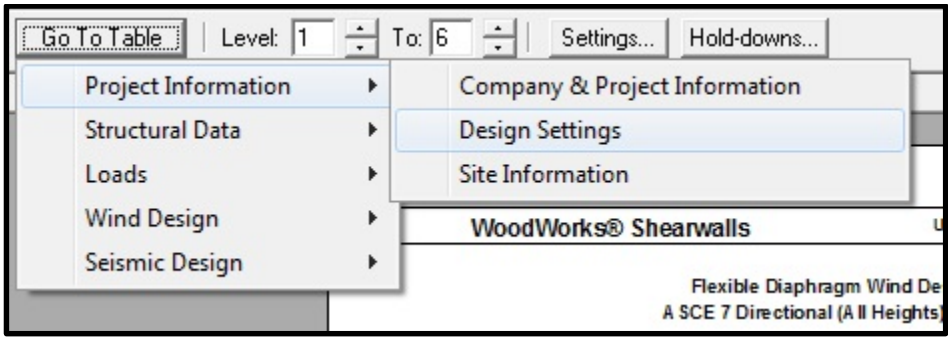 Go To Table Level: 1 To: 6 Settings... Hold-downs...
Project Information
Structural Data
Loads
Wind Design
Seismic Design
Company & Project Information
Design Settings
Site Information
WoodWorks® Shearwalls
Flexible Diaphragm Wind De
ASCE 7 Directional (All Heights)